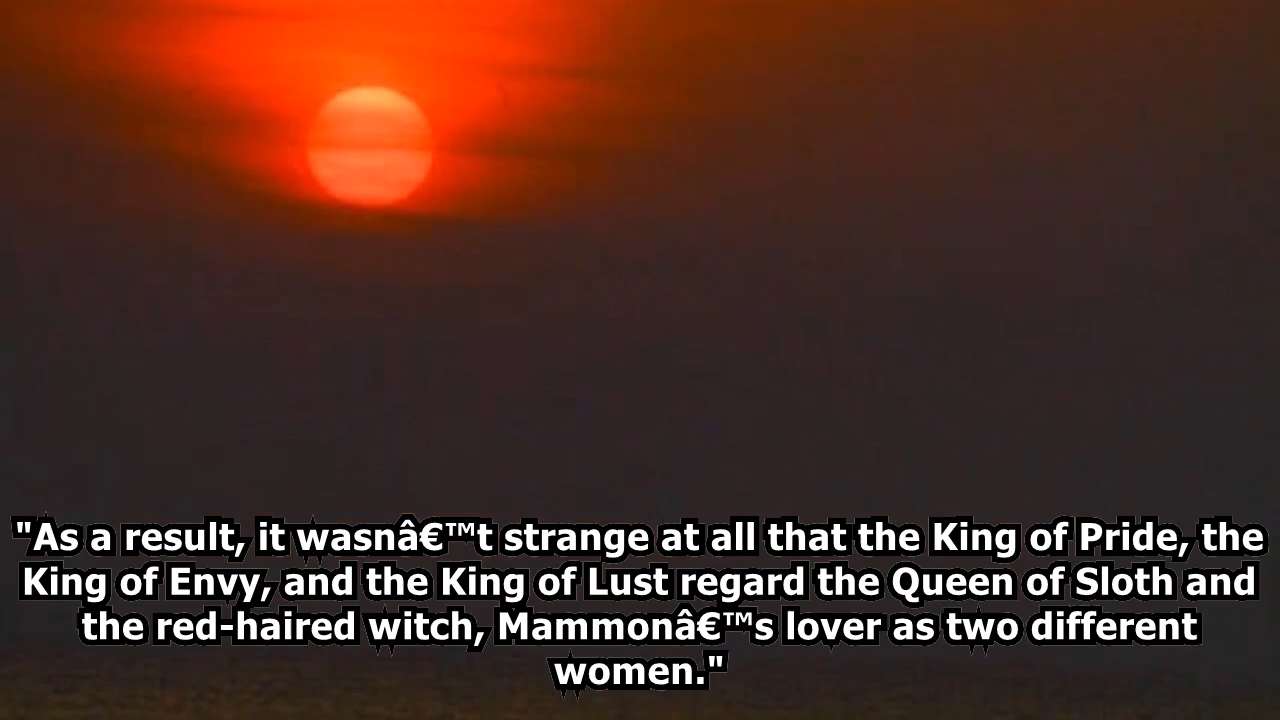 "As a result, it wasnâ€™t strange at all that the King of Pride, the
King of Envy, and the King of Lust regard the Queen of Sloth and
the red-haired witch, Mammonâ€™s lover as two different
women."